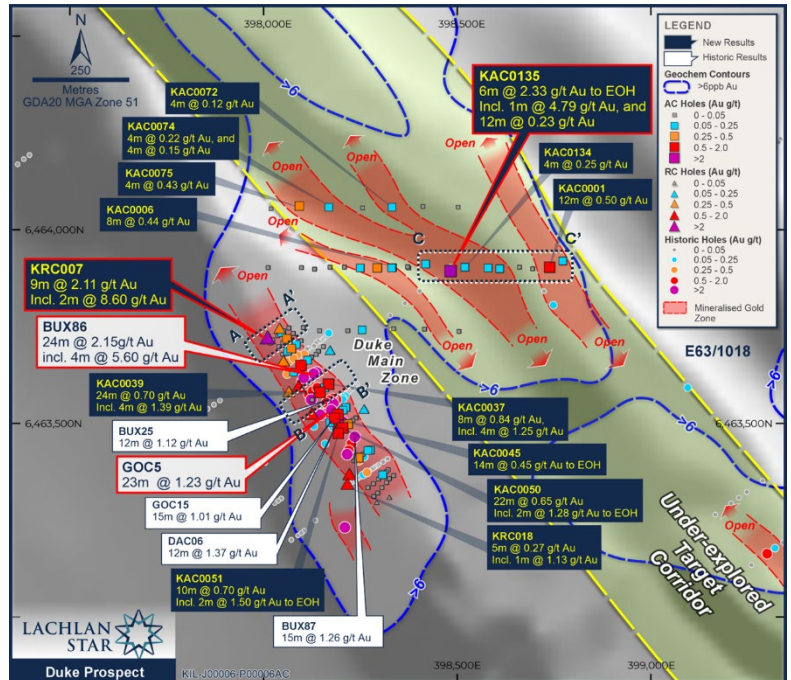 398,000E
398,500E
N
250
Metres
GDA20 MGA Zone 51
LEGEND
New Results
Historic Results
Geochem Contours
>6ppb Au
AC Holes (Au g/t)
0 - 0.05
0.05 - 0.25
0.25 - 0.5
0.5 - 2.0
>2
RC Holes (Au g/t)
0 - 0.05
0.05 - 0.25
0.25 - 0.5
0.5 - 2.0
>2
Historic Holes (Au g/t)
0 - 0.05
0.05 - 0.25
0.25 - 0.5
0.5 - 2.0
>2
Mineralised Gold
Zone
>6
KAC0072
4m @ 0.12 g/t Au
KAC0074
4m @ 0.22 g/t Au, and
4m @ 0.15 g/t Au
KAC0075
4m @ 0.43 g/t Au
KAC0006
8m @ 0.44 g/t Au
KAC0135
6m @ 2.33 g/t Au to EOH
Incl. 1m @ 4.79 g/t Au, and
12m @ 0.23 g/t Au
KAC0134
4m @ 0.25 g/t Au
KAC0001
12m @ 0.50 g/t Au
Open
Open
Open
Open
Open
Open
6,464,000N
6,464,000N
C
C'
KRC007
9m @ 2.11 g/t Au
Incl. 2m @ 8.60 g/t Au
BUX86
24m @ 2.15g/t Au
incl. 4m @ 5.60 g/t Au
KAC0039
24m @ 0.70 g/t Au
Incl. 4m @ 1.39 g/t Au
BUX25
12m @ 1.12 g/t Au
GOC5
23m @ 1.23 g/t Au
GOC15
15m @ 1.01 g/t Au
DAC06
12m @ 1.37 g/t Au
KAC0051
10m @ 0.70 g/t Au
Incl. 2m @ 1.50 g/t Au to EOH
BUX87
15m @ 1.26 g/t Au
A
A'
B
B'
Duke
Main
Zone
Open
Open
Open
E63/1018
>6
>6
6,463,500N
6,463,500N
KAC0037
8m @ 0.84 g/t Au,
Incl. 4m @ 1.25 g/t Au
KAC0045
14m @ 0.45 g/t Au to EOH
KAC0050
22m @ 0.65 g/t Au
Incl. 2m @ 1.28 g/t Au to EOH
KRC018
5m @ 0.27 g/t Au
Incl. 1m @ 1.13 g/t Au
Open
Under-explored
Target
Corridor
>6
LACHLAN
STAR
Duke Prospect
KIL-J00006-P00006AC
398,500E
399,000E